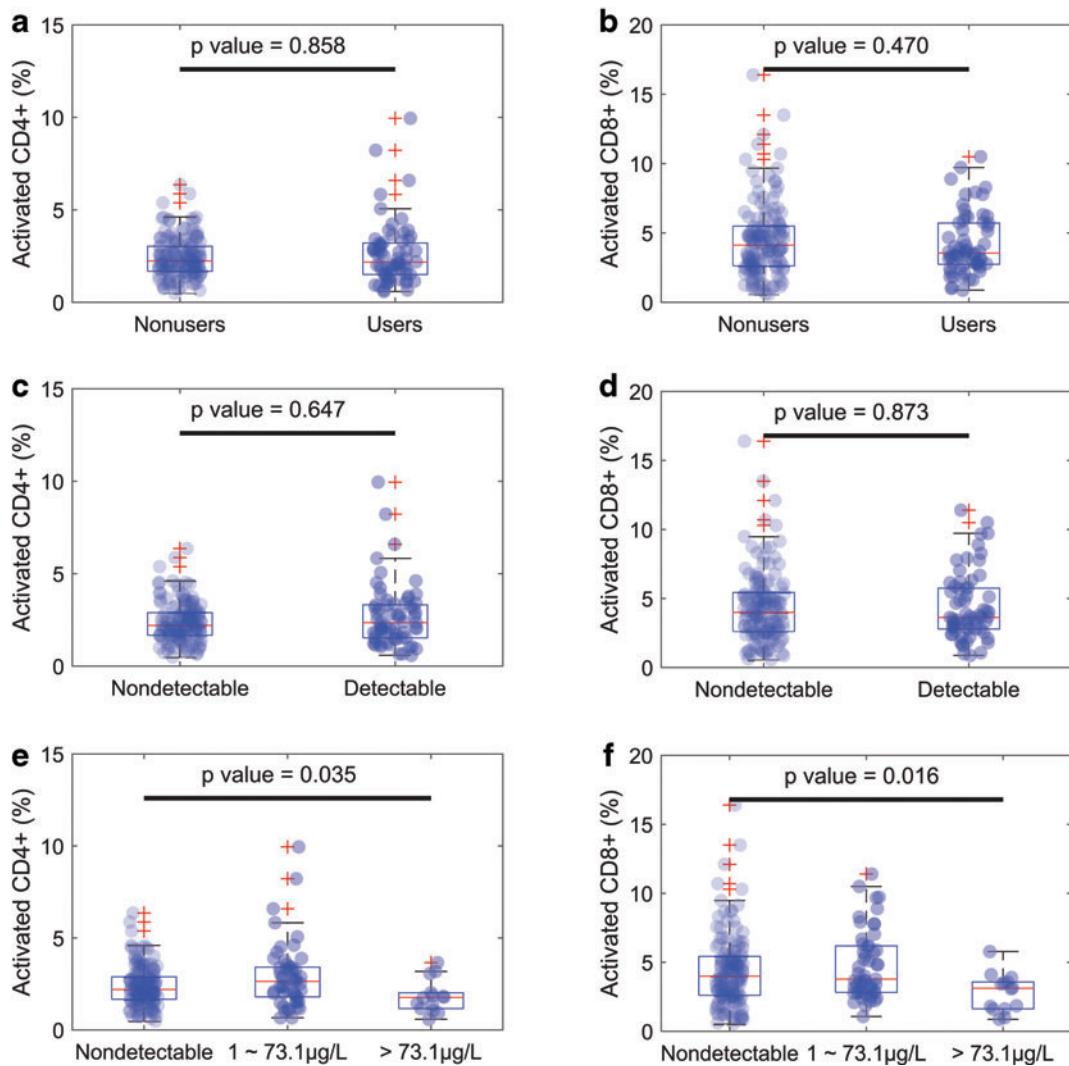 a
p value = 0.858
Activated CD4+ (%)
15
10
5
0
Nonusers Users
b
p value = 0.470
Activated CD8+ (%)
20
15
10
5
0
Nonusers Users
c
p value = 0.647
Activated CD4+ (%)
15
10
5
0
Nondetectable Detectable
d
p value = 0.873
Activated CD8+ (%)
20
15
10
5
0
Nondetectable Detectable
e
p value = 0.035
Activated CD4+ (%)
15
10
5
0
Nondetectable 1 ~ 73.1µg/L > 73.1µg/L
f
p value = 0.016
Activated CD8+ (%)
20
15
10
5
0
Nondetectable 1 ~ 73.1µg/L > 73.1µg/L